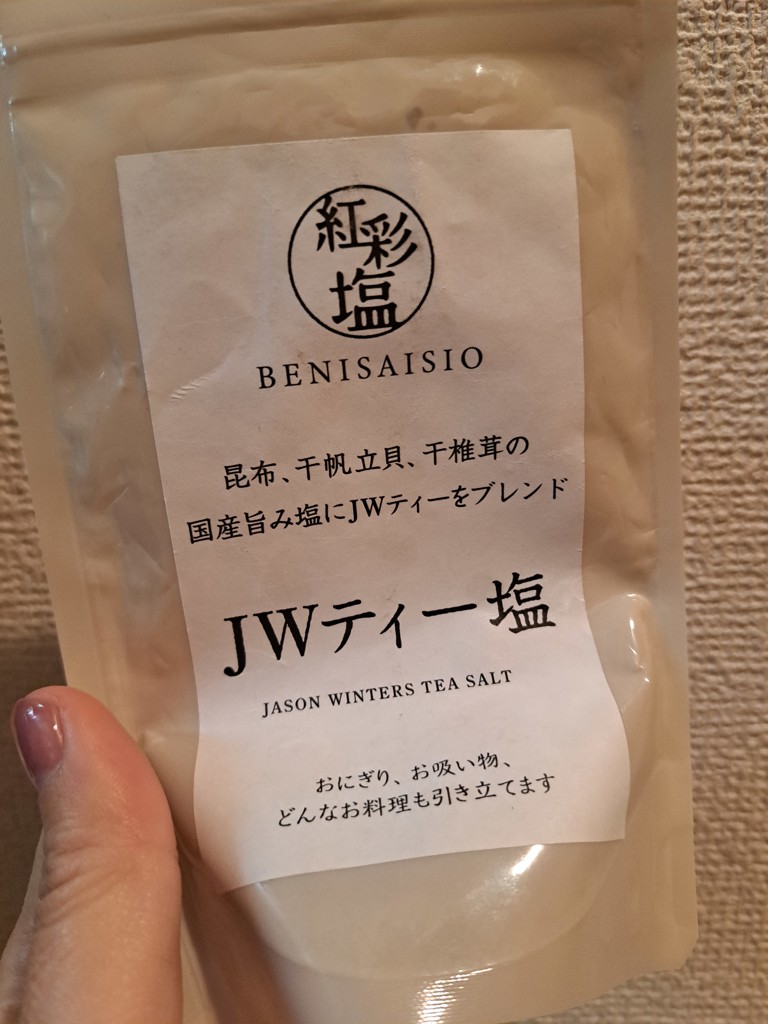 紅彩塩
BENISAISIO
昆布、干帆立貝、干椎茸の
国産旨み塩にJWティーをブレンド
JWティー塩
JASON WINTERS TEA SALT
おにぎり、お吸い物、
どんなお料理も引き立てます